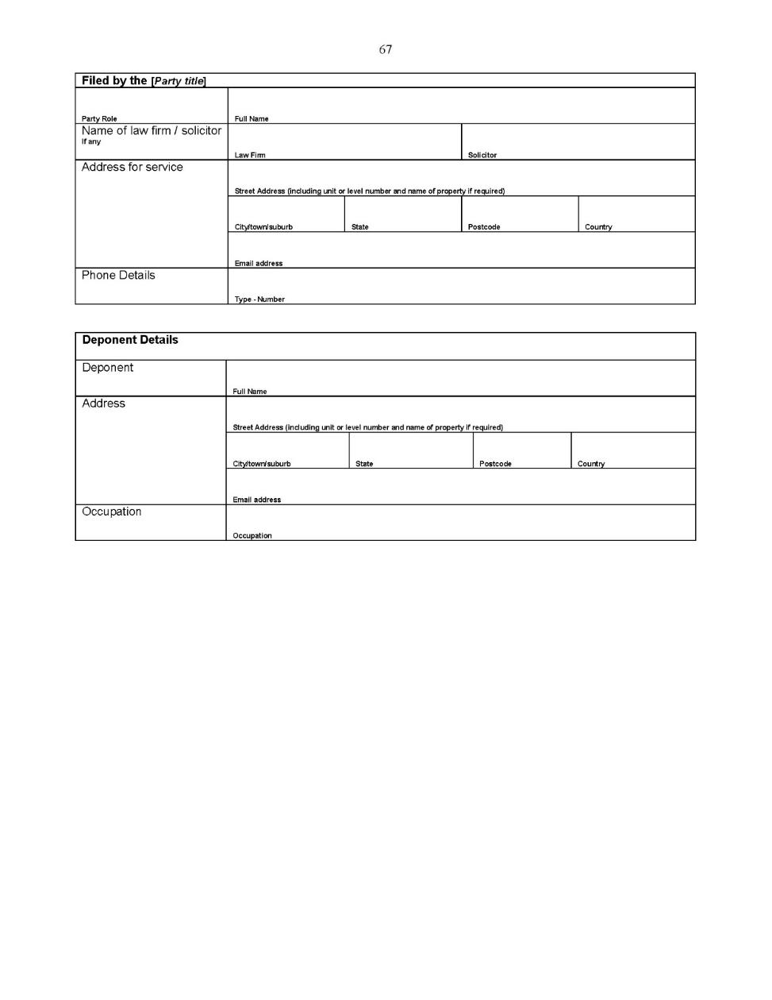 67
Filed by the [Party title]
Party Role
Full Name
Name of law firm / solicitor
If any
Law Firm
Solicitor
Address for service
Street Address (including unit or level number and name of property if required)
City/town/suburb
State
Postcode
Country
Email address
Phone Details
Type - Number
Deponent Details
Deponent
Full Name
Address
Street Address (including unit or level number and name of property if required)
City/town/suburb
State
Postcode
Country
Email address
Occupation
Occupation